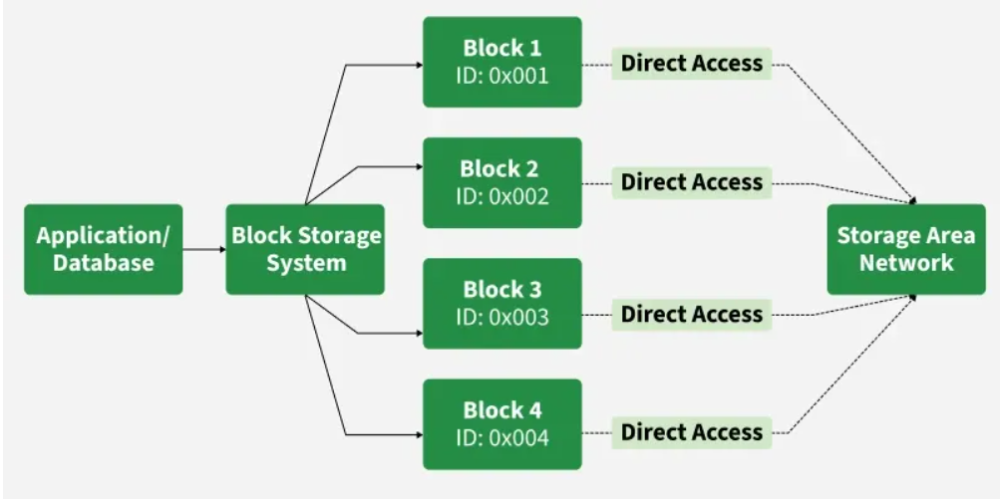 Application/
Database
Block Storage
System
Block 1
ID: 0x001
Direct Access
Block 2
ID: 0x002
Direct Access
Block 3
ID: 0x003
Direct Access
Block 4
ID: 0x004
Direct Access
Storage Area
Network